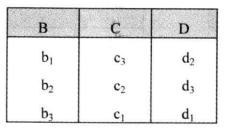 B C D
b₁ c₃ d₂
b₂ c₂ d₃
b₃ c₁ d₁